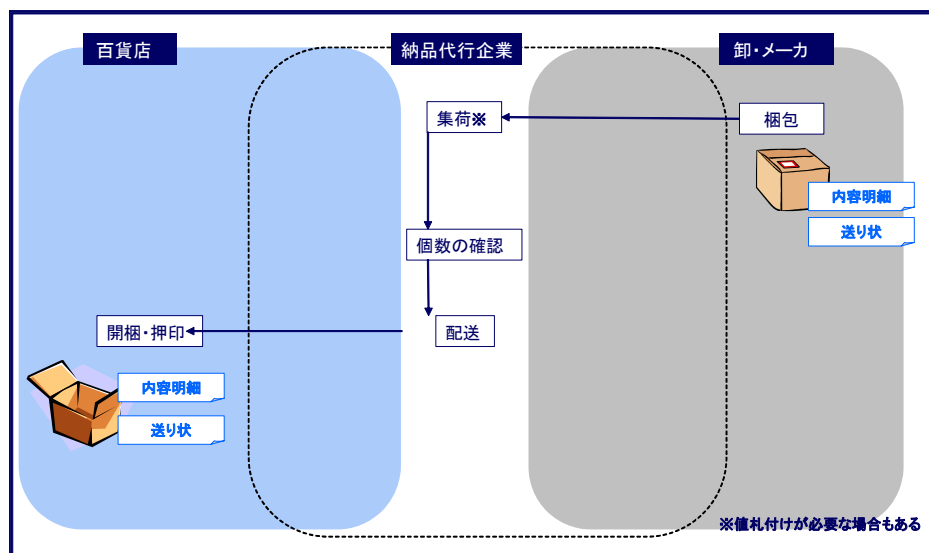 百貨店
納品代行企業
卸・メーカ
集荷※
梱包
内容明細
送り状
個数の確認
開梱・押印
配送
内容明細
送り状
※値札付けが必要な場合もある